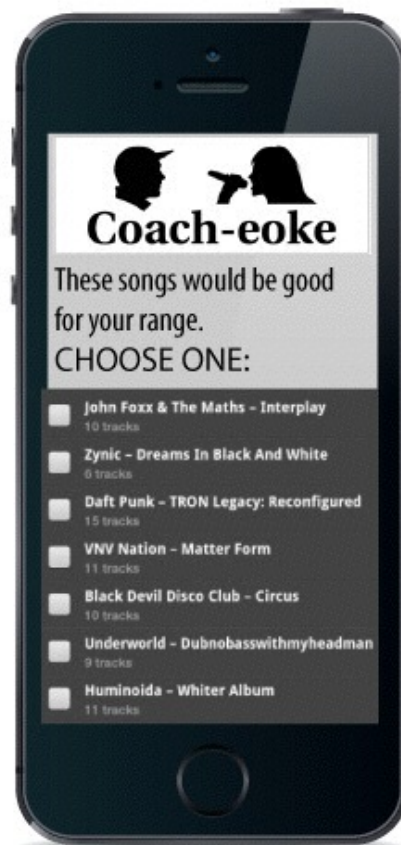 Coach-eoke
These songs would be good
for your range.
CHOOSE ONE:
John Foxx & The Maths – Interplay
10 tracks
Zynic – Dreams In Black And White
6 tracks
Daft Punk – TRON Legacy: Reconfigured
15 tracks
VNV Nation – Matter Form
11 tracks
Black Devil Disco Club – Circus
10 tracks
Underworld – Dubnobasswithmyheadman
9 tracks
Huminoida – Whiter Album
11 tracks